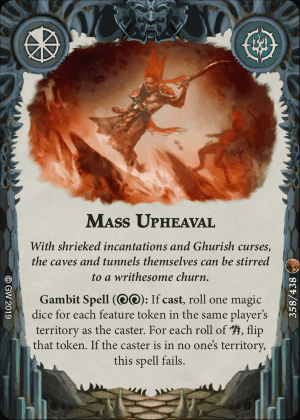 MASS UPHEAVAL
With shrieked incantations and Ghurish curses,
the caves and tunnels themselves can be stirred
to a writhesome churn.
Gambit Spell (): If cast, roll one magic
dice for each feature token in the same player's
territory as the caster. For each roll of , flip
that token. If the caster is in no one's territory,
this spell fails.
© GW 2019
358/438